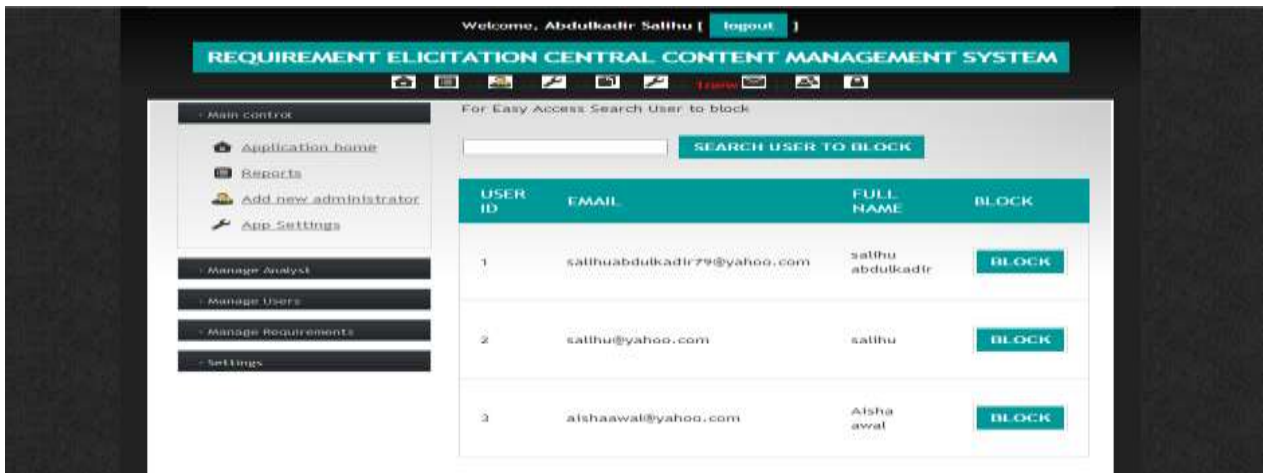 Welcome, Abdulkadir Salihu [ logout ]
REQUIREMENT ELICITATION CENTRAL CONTENT MANAGEMENT SYSTEM
1new
Main control
Application home
Reports
Add new administrator
App Settings
Manage Analyst
Manage Users
Manage Requirements
Settings
For Easy Access Search User to block
SEARCH USER TO BLOCK
USER ID EMAIL FULL NAME BLOCK
1 salihuabdulkadir79@yahoo.com salihu abdulkadir BLOCK
2 salihu@yahoo.com salihu BLOCK
3 aishaawal@yahoo.com Aisha awal BLOCK